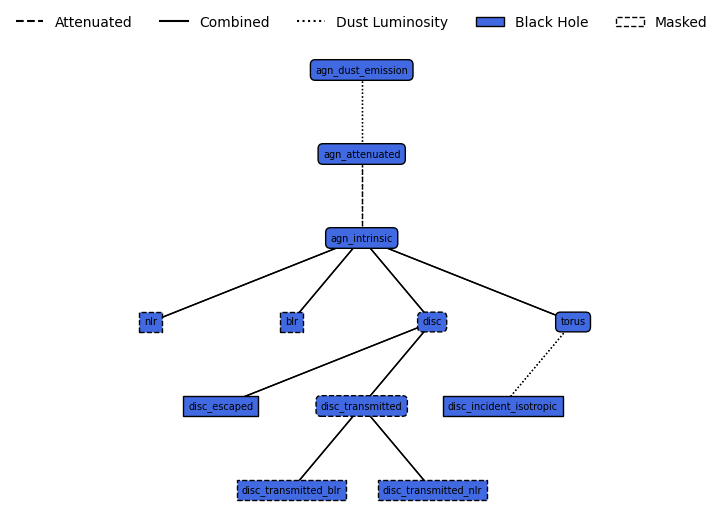 Attenuated Combined Dust Luminosity Black Hole Masked
agn_dust_emission
agn_attenuated
agn_intrinsic
nlr blr disc torus
disc_escaped disc_transmitted disc_incident_isotropic
disc_transmitted_blr disc_transmitted_nlr